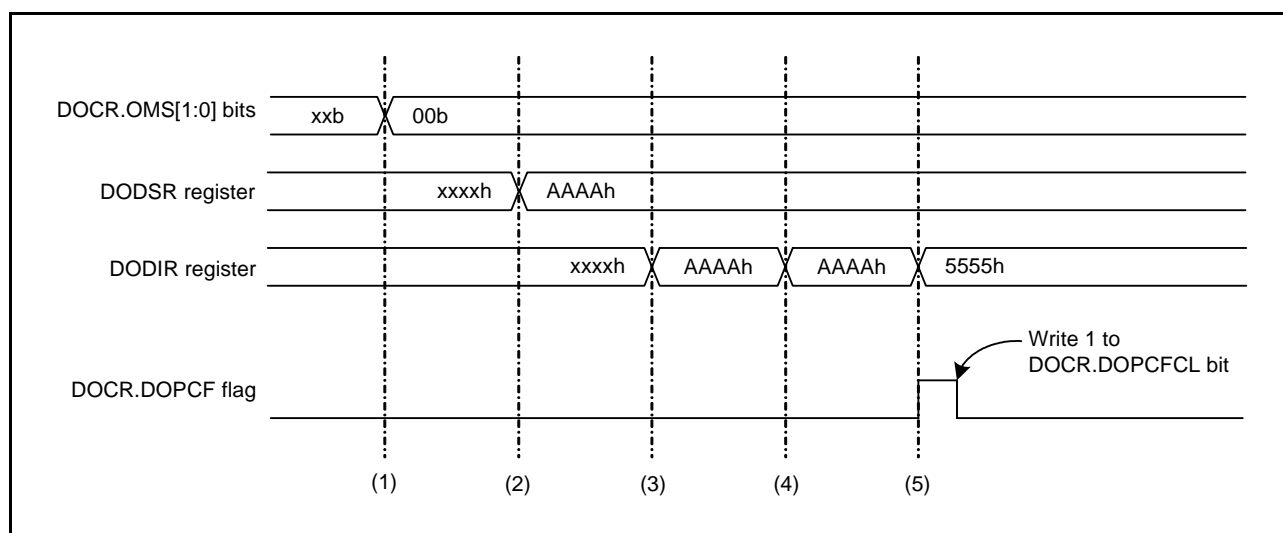 DOCR.OMS[1:0] bits
xxb
00b
DODSR register
xxxxh
AAAAh
DODIR register
xxxxh
AAAAh
AAAAh
5555h
Write 1 to
DOCR.DOPCFCL bit
DOCR.DOPCF flag
(1)
(2)
(3)
(4)
(5)